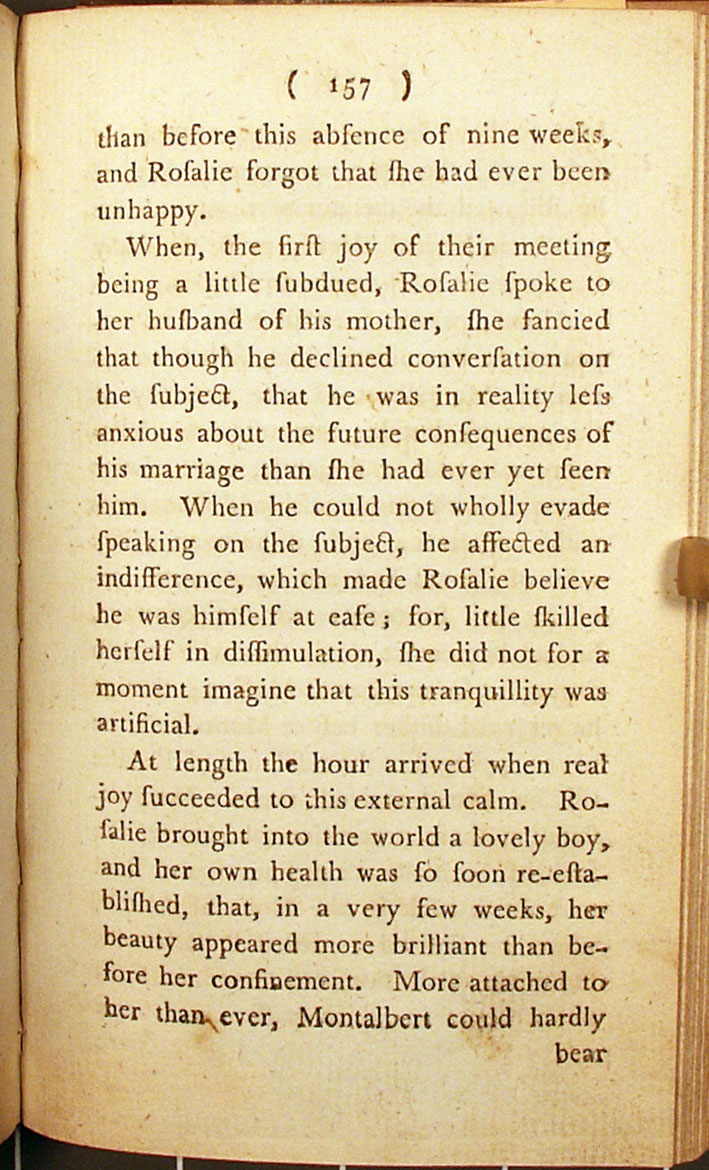 ( 157 )
than before this abſence of nine weeks,
and Roſalie forgot that ſhe had ever been
unhappy.
When, the firſt joy of their meeting
being a little ſubdued, Roſalie ſpoke to
her huſband of his mother, ſhe fancied
that though he declined converſation on
the ſubject, that he was in reality leſs
anxious about the future conſequences of
his marriage than ſhe had ever yet ſeen
him. When he could not wholly evade
ſpeaking on the ſubject, he affected an
indifference, which made Roſalie believe
he was himſelf at eaſe; for, little ſkilled
herſelf in diſſimulation, ſhe did not for a
moment imagine that this tranquillity was
artificial.
At length the hour arrived when real
joy ſucceeded to this external calm. Ro-
ſalie brought into the world a lovely boy,
and her own health was ſo ſoon re-eſta-
bliſhed, that, in a very few weeks, her
beauty appeared more brilliant than be-
fore her confinement. More attached to
her than ever, Montalbert could hardly
bear